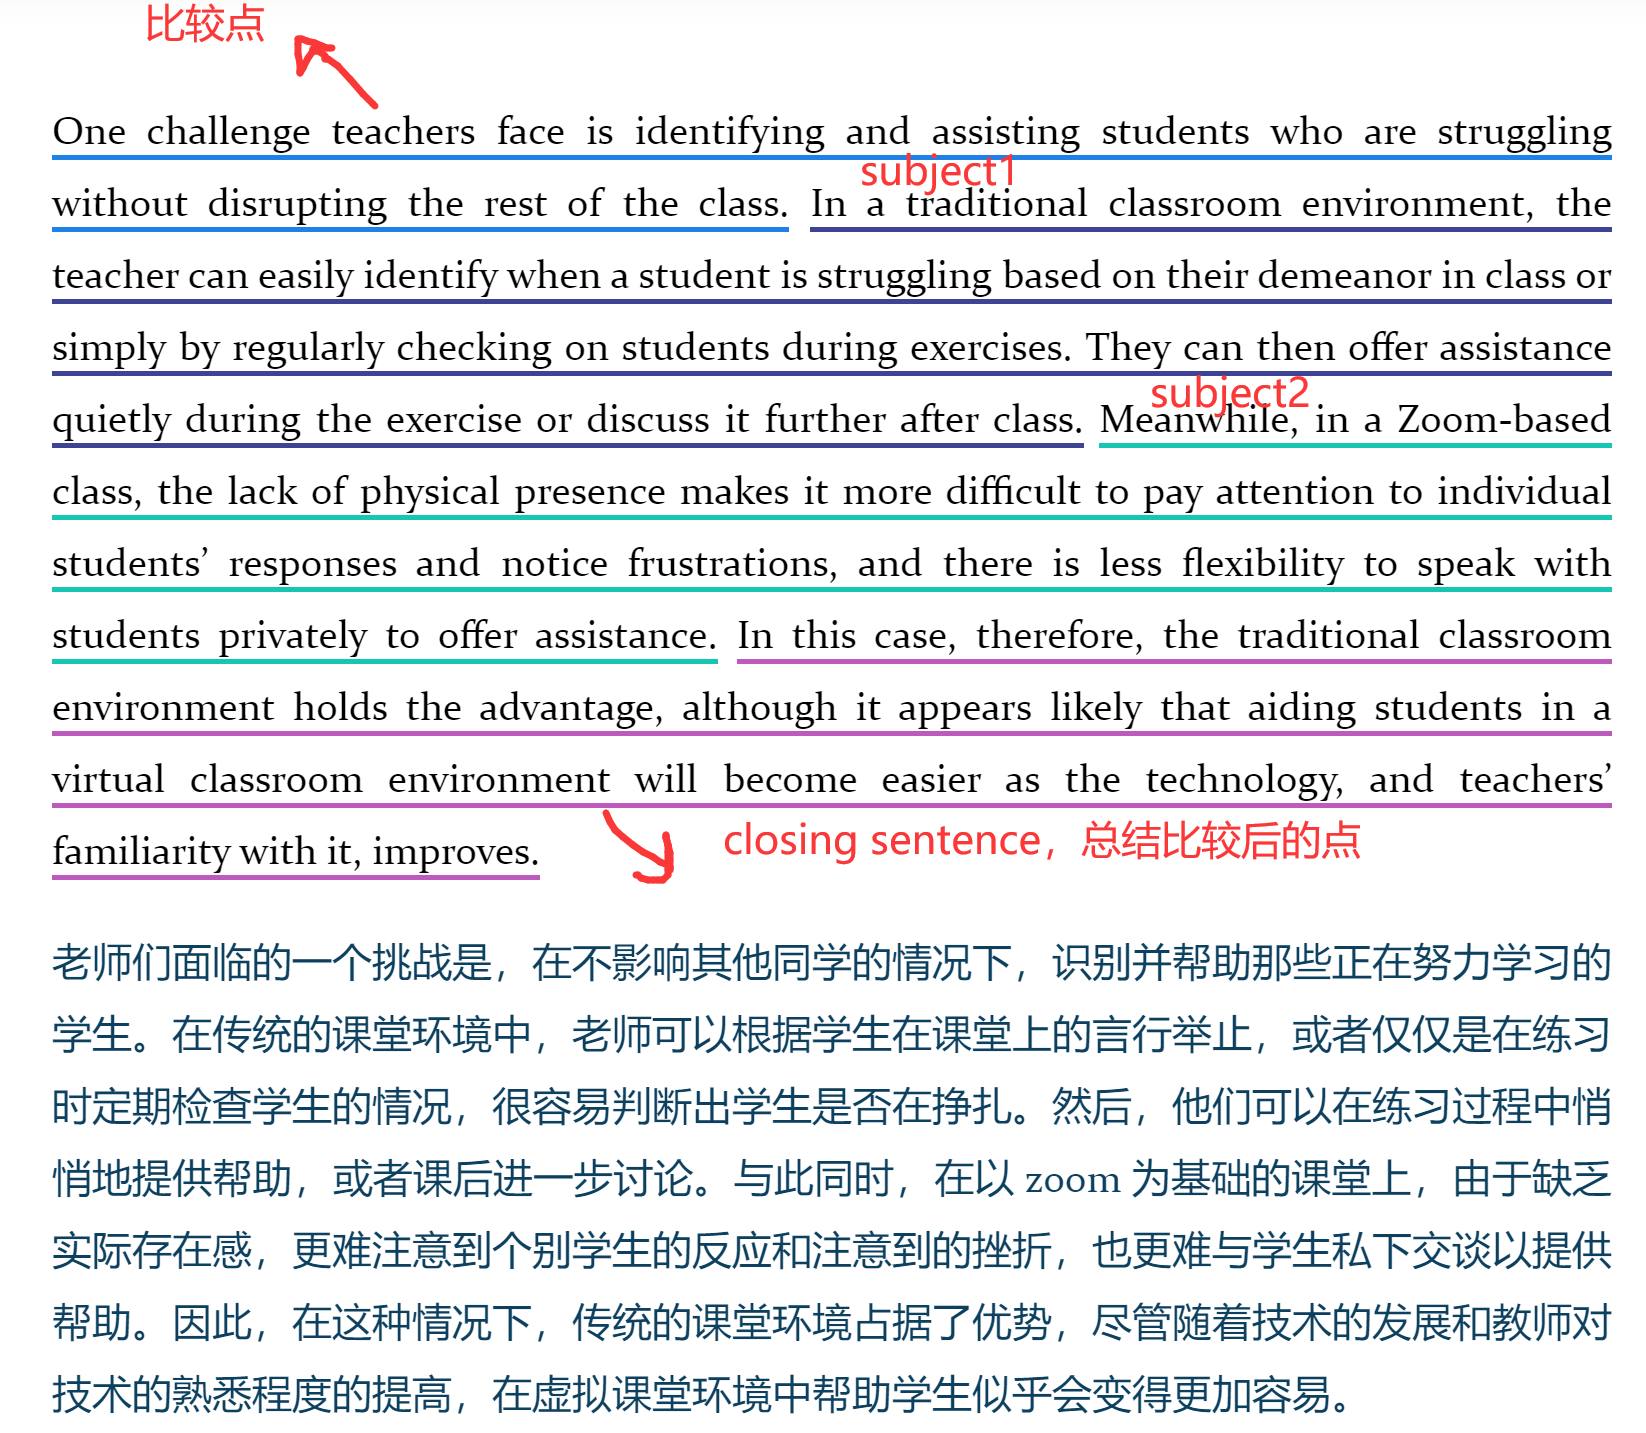 比较点
One challenge teachers face is identifying and assisting students who are struggling
subject1
without disrupting the rest of the class. In a traditional classroom environment, the
teacher can easily identify when a student is struggling based on their demeanor in class or
simply by regularly checking on students during exercises. They can then offer assistance
subject2
quietly during the exercise or discuss it further after class. Meanwhile, in a Zoom-based
class, the lack of physical presence makes it more difficult to pay attention to individual
students’ responses and notice frustrations, and there is less flexibility to speak with
students privately to offer assistance. In this case, therefore, the traditional classroom
environment holds the advantage, although it appears likely that aiding students in a
virtual classroom environment will become easier as the technology, and teachers’
closing sentence，总结比较后的点
familiarity with it, improves.
老师们面临的一个挑战是，在不影响其他同学的情况下，识别并帮助那些正在努力学习的
学生。在传统的课堂环境中，老师可以根据学生在课堂上的言行举止，或者仅仅是在练习
时定期检查学生的情况，很容易判断出学生是否在挣扎。然后，他们可以在练习过程中悄
悄地提供帮助，或者课后进一步讨论。与此同时，在以 zoom 为基础的课堂上，由于缺乏
实际存在感，更难注意到个别学生的反应和注意到的挫折，也更难与学生私下交谈以提供
帮助。因此，在这种情况下，传统的课堂环境占据了优势，尽管随着技术的发展和教师对
技术的熟悉程度的提高，在虚拟课堂环境中帮助学生似乎会变得更加容易。